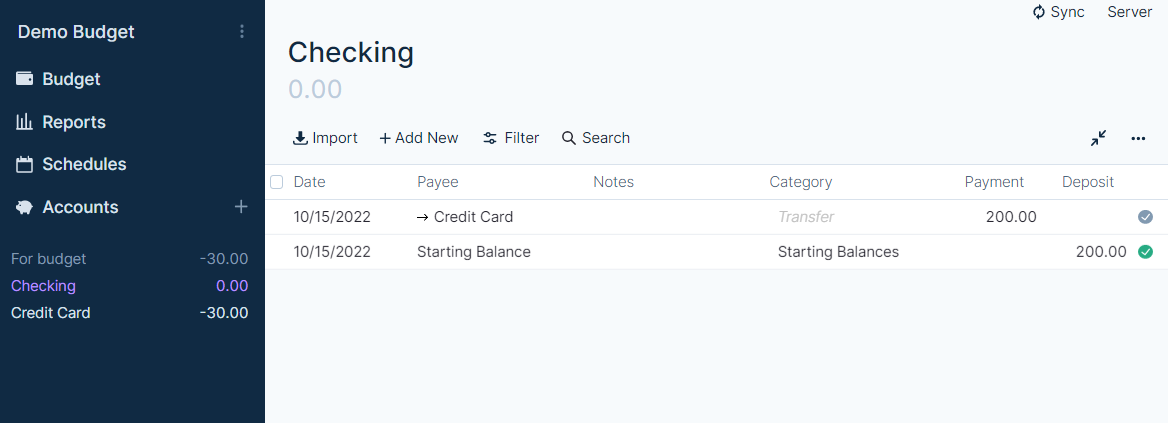 Demo Budget
Budget
Reports
Schedules
Accounts
For budget -30.00
Checking 0.00
Credit Card -30.00
Sync Server
Checking
0.00
Import + Add New Filter Search
Date Payee Notes Category Payment Deposit
10/15/2022 → Credit Card Transfer 200.00
10/15/2022 Starting Balance Starting Balances 200.00